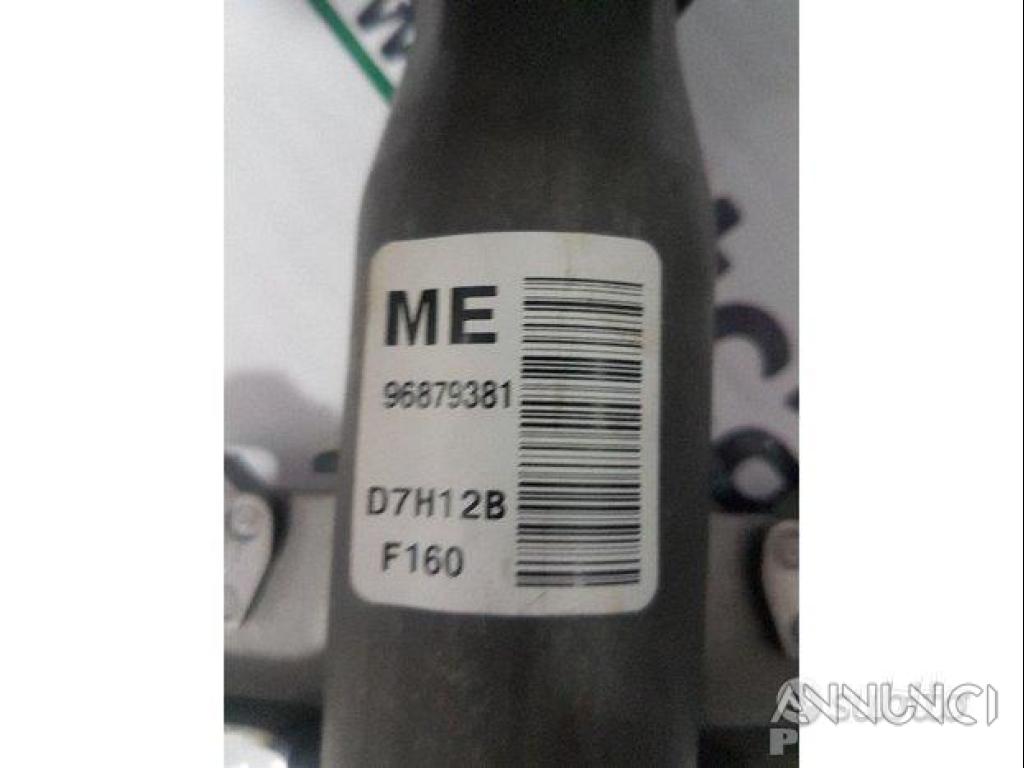 ME
96879381
D7H12B
F160
ANNUNCI
P